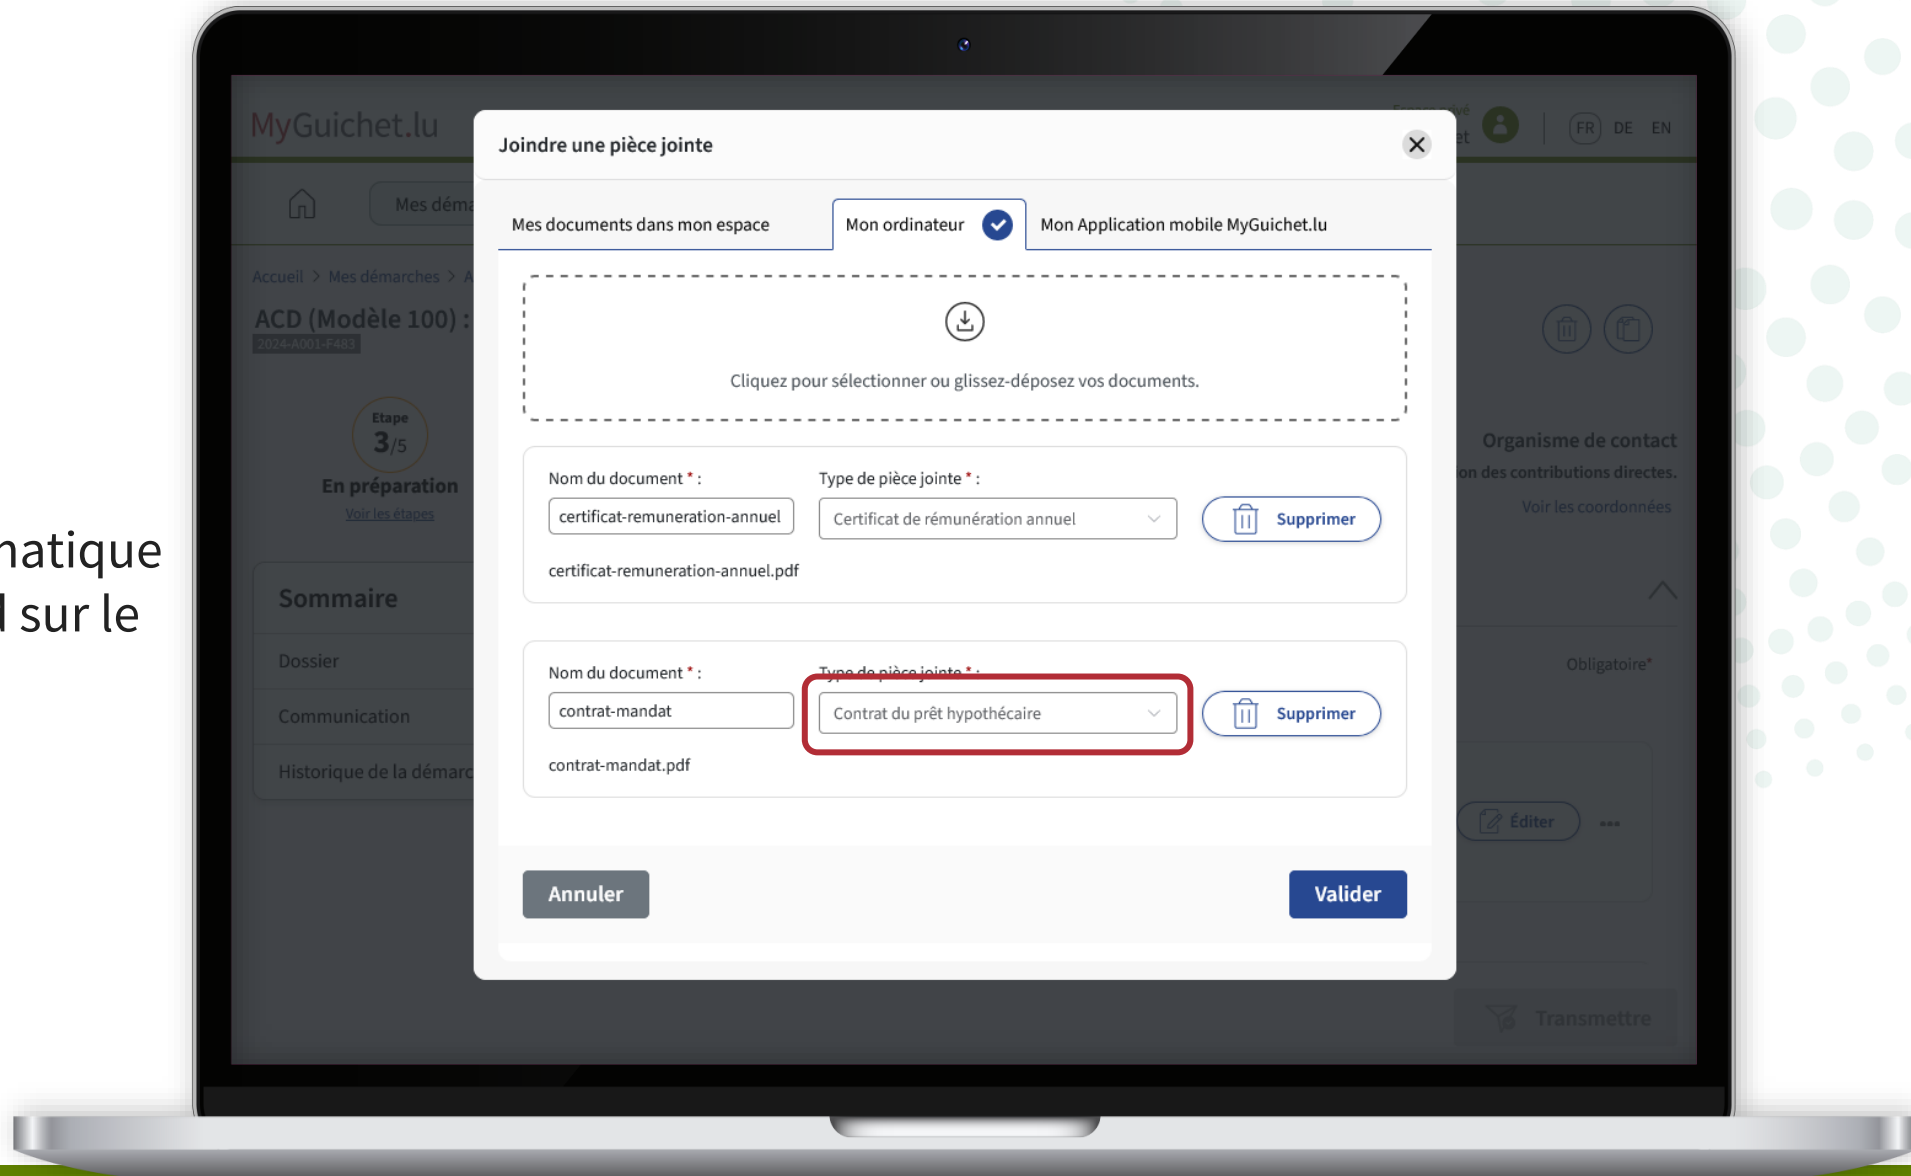 MyGuichet.lu
FR DE EN
Mes déma
Accueil > Mes démarches > A
ACD (Modèle 100) :
2024-A001-F483
Etape
3/5
En préparation
Voir les étapes
Organisme de contact
on des contributions directes.
Voir les coordonnées
Sommaire
Dossier
Communication
Historique de la démarc
Obligatoire*
Éditer
Transmettre
Joindre une pièce jointe
Mes documents dans mon espace
Mon ordinateur
Mon Application mobile MyGuichet.lu
Cliquez pour sélectionner ou glissez-déposez vos documents.
Nom du document * : Type de pièce jointe * :
certificat-remuneration-annuel Certificat de rémunération annuel Supprimer
certificat-remuneration-annuel.pdf
Nom du document * : Type de pièce jointe * :
contrat-mandat Contrat du prêt hypothécaire Supprimer
contrat-mandat.pdf
Annuler Valider
matique
sur le